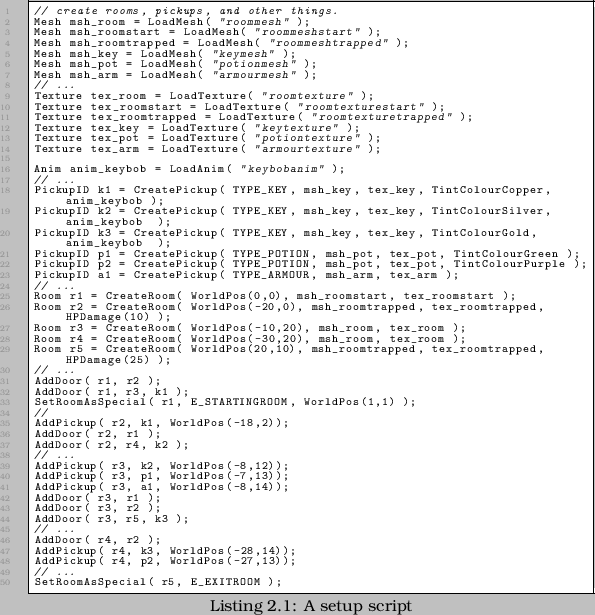 1 // create rooms, pickups, and other things.
2 Mesh msh_room = LoadMesh( "roommesh" );
3 Mesh msh_roomstart = LoadMesh( "roommeshstart" );
4 Mesh msh_roomtrapped = LoadMesh( "roommeshtrapped" );
5 Mesh msh_key = LoadMesh( "keymesh" );
6 Mesh msh_pot = LoadMesh( "potionmesh" );
7 Mesh msh_arm = LoadMesh( "armourmesh" );
8 // ...
9 Texture tex_room = LoadTexture( "roomtexture" );
10 Texture tex_roomstart = LoadTexture( "roomtexturestart" );
11 Texture tex_roomtrapped = LoadTexture( "roomtexturetrapped" );
12 Texture tex_key = LoadTexture( "keytexture" );
13 Texture tex_pot = LoadTexture( "potiontexture" );
14 Texture tex_arm = LoadTexture( "armourtexture" );
15
16 Anim anim_keybob = LoadAnim( "keybobanim" );
17 // ...
18 PickupID k1 = CreatePickup( TYPE_KEY, msh_key, tex_key, TintColourCopper,
anim_keybob );
19 PickupID k2 = CreatePickup( TYPE_KEY, msh_key, tex_key, TintColourSilver,
anim_keybob );
20 PickupID k3 = CreatePickup( TYPE_KEY, msh_key, tex_key, TintColourGold,
anim_keybob );
21 PickupID p1 = CreatePickup( TYPE_POTION, msh_pot, tex_pot, TintColourGreen );
22 PickupID p2 = CreatePickup( TYPE_POTION, msh_pot, tex_pot, TintColourPurple );
23 PickupID a1 = CreatePickup( TYPE_ARMOUR, msh_arm, tex_arm );
24 // ...
25 Room r1 = CreateRoom( WorldPos(0,0), msh_roomstart, tex_roomstart );
26 Room r2 = CreateRoom( WorldPos(-20,0), msh_roomtrapped, tex_roomtrapped,
HPDamage(10) );
27 Room r3 = CreateRoom( WorldPos(-10,20), msh_room, tex_room );
28 Room r4 = CreateRoom( WorldPos(-30,20), msh_room, tex_room );
29 Room r5 = CreateRoom( WorldPos(20,10), msh_roomtrapped, tex_roomtrapped,
HPDamage(25) );
30 // ...
31 AddDoor( r1, r2 );
32 AddDoor( r1, r3, k1 );
33 SetRoomAsSpecial( r1, E_STARTINGROOM, WorldPos(1,1) );
34 //
35 AddPickup( r2, k1, WorldPos(-18,2));
36 AddDoor( r2, r1 );
37 AddDoor( r2, r4, k2 );
38 // ...
39 AddPickup( r3, k2, WorldPos(-8,12));
40 AddPickup( r3, p1, WorldPos(-7,13));
41 AddPickup( r3, a1, WorldPos(-8,14));
42 AddDoor( r3, r1 );
43 AddDoor( r3, r2 );
44 AddDoor( r3, r5, k3 );
45 // ...
46 AddDoor( r4, r2 );
47 AddPickup( r4, k3, WorldPos(-28,14));
48 AddPickup( r4, p2, WorldPos(-27,13));
49 // ...
50 SetRoomAsSpecial( r5, E_EXITROOM );
Listing 2.1: A setup script